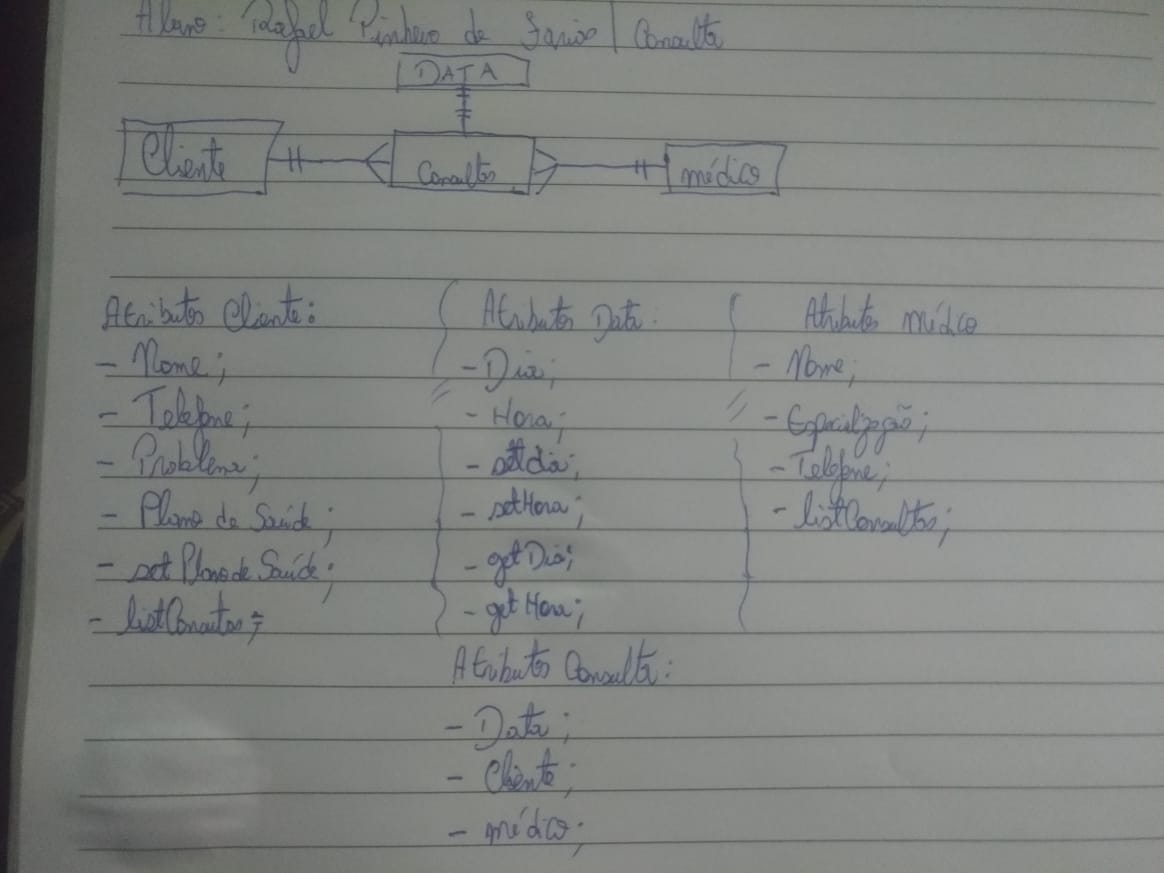 Aluno: Rafael Pinheiro de | Consulta
DATA
Cliente
Consultas
médico
Atributos Cliente:
- Nome;
- Telefone;
- Problema;
- Plano de Saúde;
- set Plano de Saúde;
- listConsultas;
Atributos Data:
- Dia;
- Hora;
- setdia;
- setHora;
- getDia;
- getHora;
Atributos médico
- Nome;
- Especialização;
- Telefone;
- listConsultas;
Atributos Consulta:
- Data;
- Cliente;
- médico;